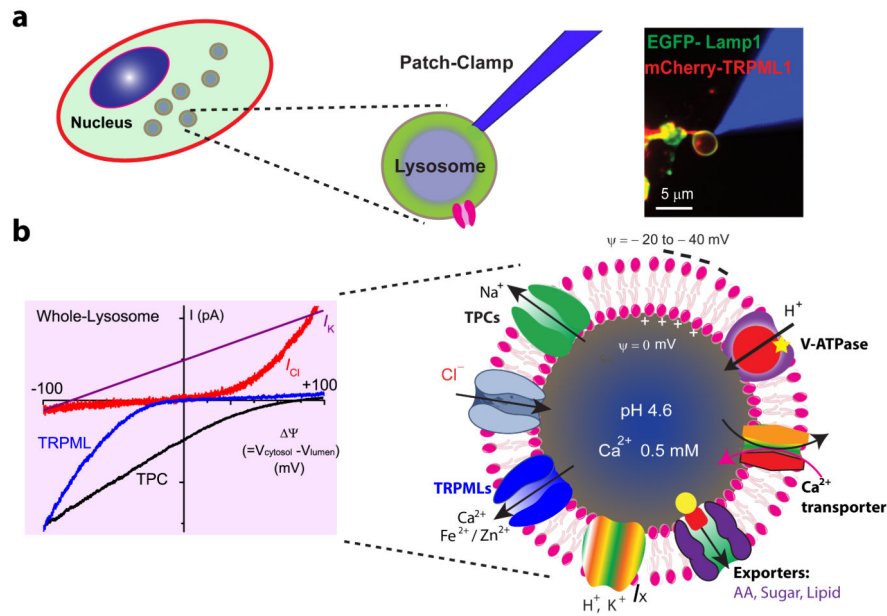 a
Nucleus
Patch-Clamp
Lysosome
EGFP- Lamp1
mCherry-TRPML1
5 μm
b
Whole-Lysosome
I (pA)
I_K
I_Cl
-100
+100
TRPML
TPC
ΔΨ
(=V_cytosol -V_lumen)
(mV)
ψ = − 20 to − 40 mV
Na⁺
TPCs
H⁺
V-ATPase
+ + + +
ψ = 0 mV
Cl⁻
pH 4.6
Ca²⁺ 0.5 mM
TRPMLs
Ca²⁺
Fe²⁺/ Zn²⁺
Ca²⁺
transporter
H⁺, K⁺
I_x
Exporters:
AA, Sugar, Lipid